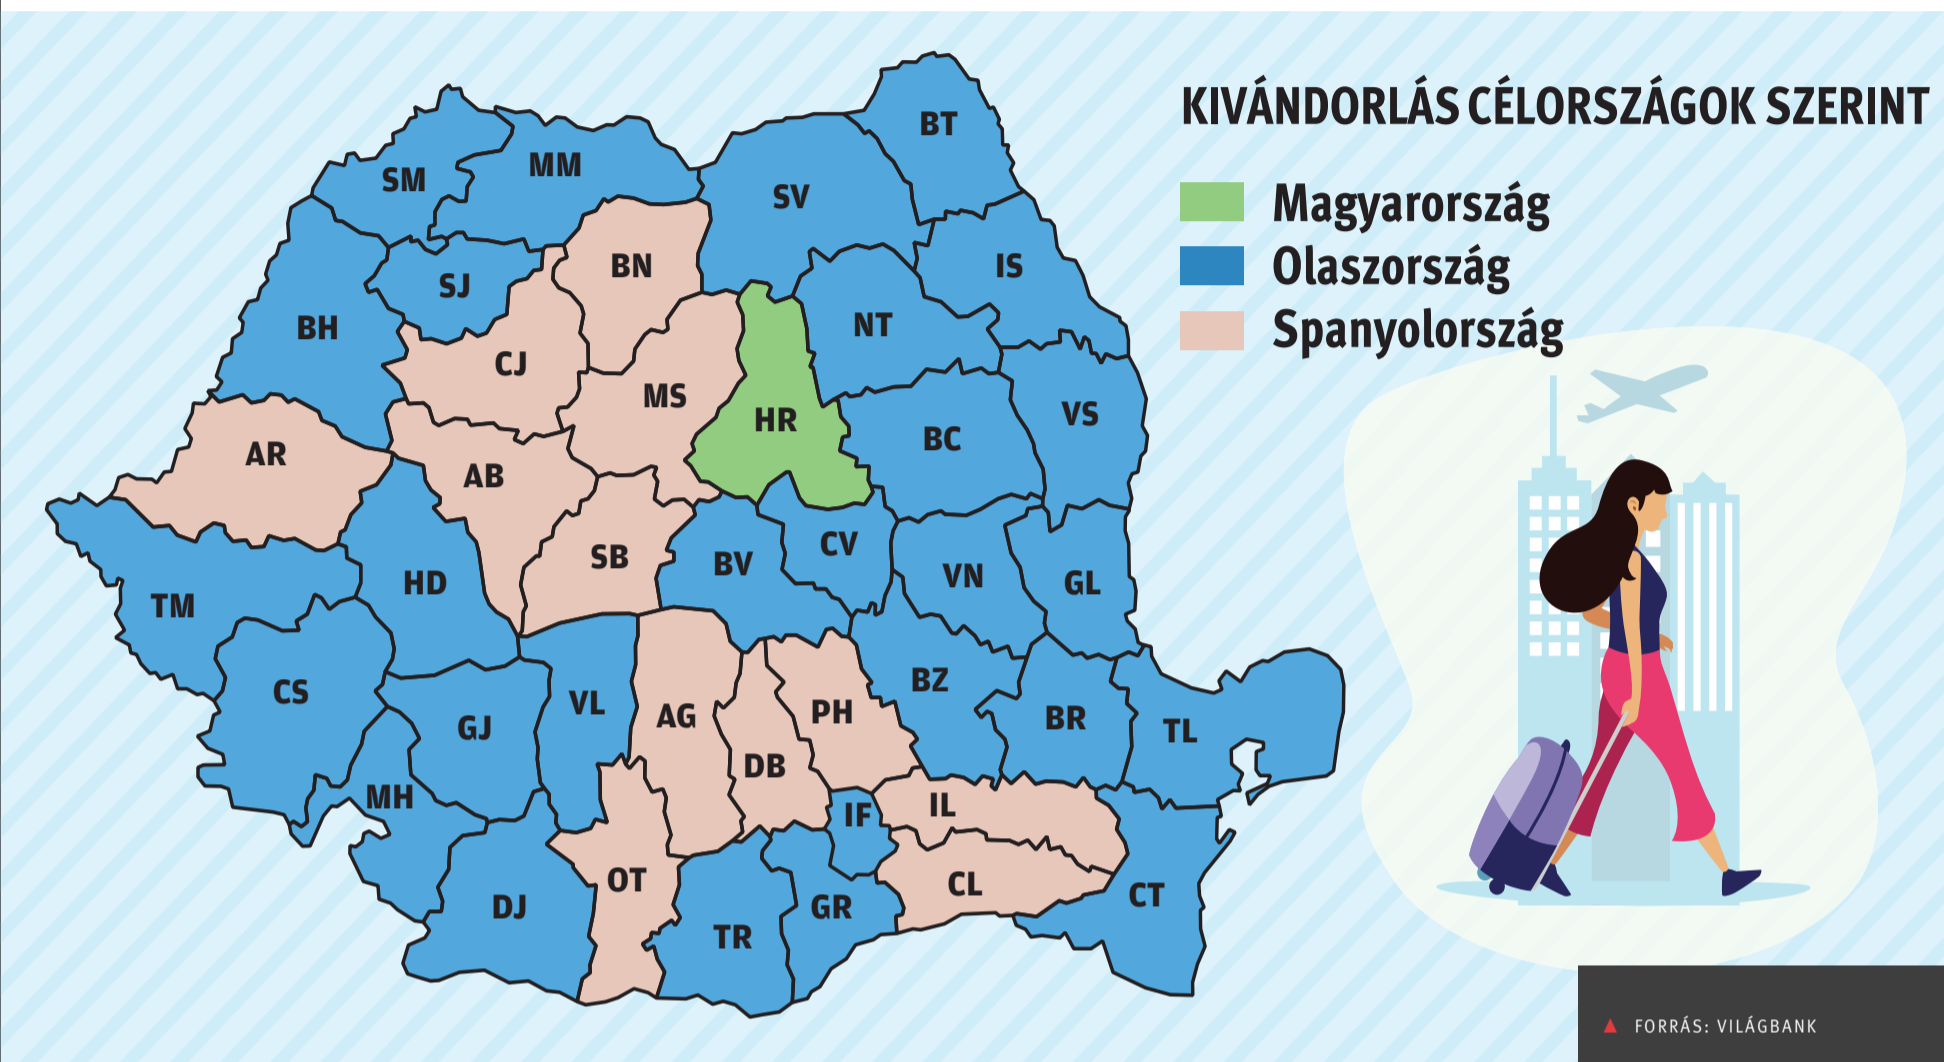 KIVÁNDORLÁS CÉLORSZÁGOK SZERINT
Magyarország
Olaszország
Spanyolország
BT
MM
SM
SV
BN
IS
SJ
BH
NT
CJ
MS
VS
HR
BC
AR
AB
CV
SB
BV
VN
HD
GL
TM
BZ
CS
VL
PH
AG
BR
GJ
TL
DB
MH
IL
IF
OT
CL
CT
DJ
GR
TR
▲ FORRÁS: VILÁGBANK